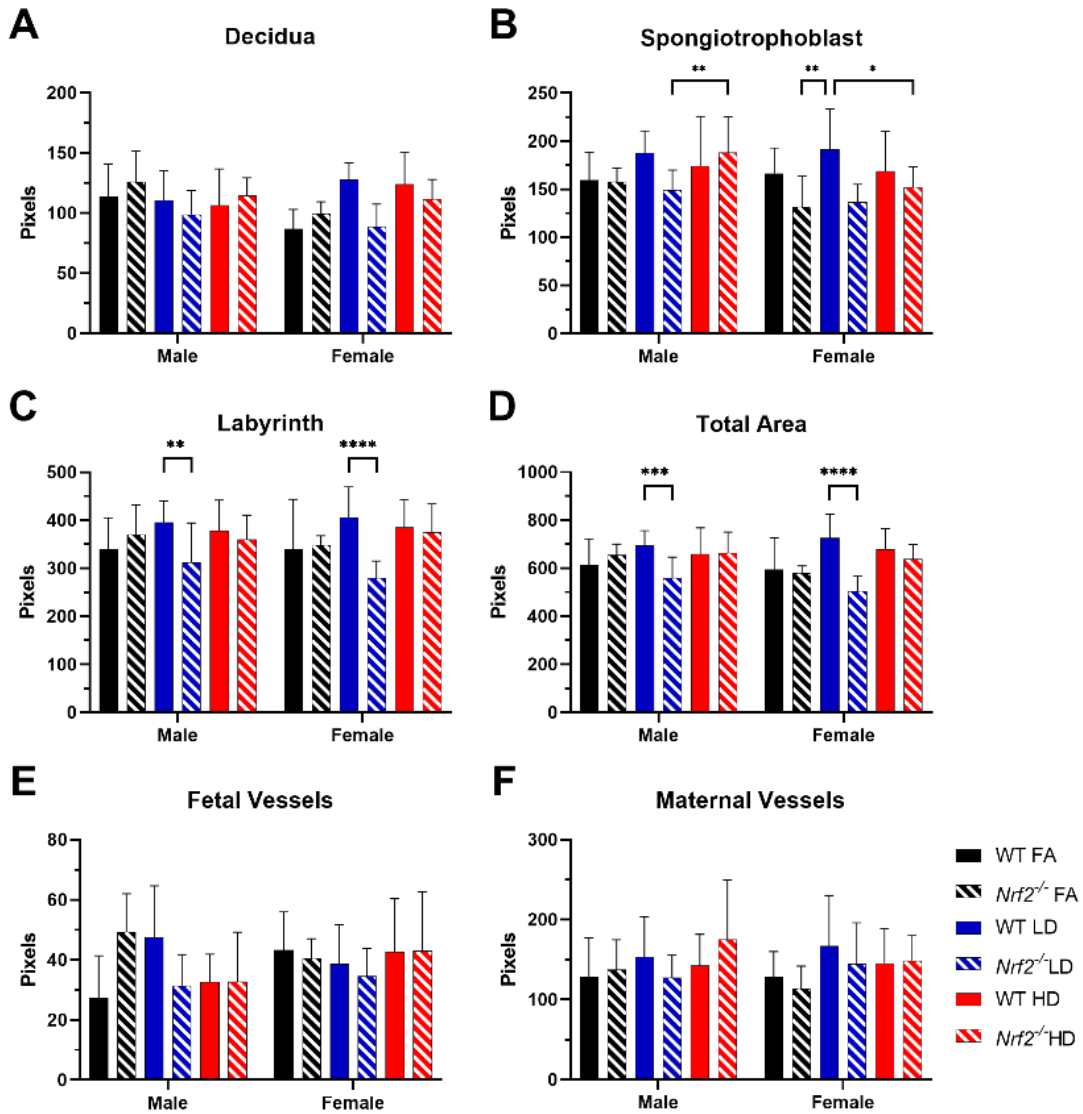 A
Decidua
Pixels
200
150
100
50
0
Male
Female
B
Spongiotrophoblast
Pixels
250
200
150
100
50
0
**
**
*
Male
Female
C
Labyrinth
Pixels
500
400
300
200
100
0
**
****
Male
Female
D
Total Area
Pixels
1000
800
600
400
200
0
***
****
Male
Female
E
Fetal Vessels
Pixels
80
60
40
20
0
Male
Female
F
Maternal Vessels
Pixels
300
200
100
0
Male
Female
WT FA
Nrf2-/- FA
WT LD
Nrf2-/-LD
WT HD
Nrf2-/-HD